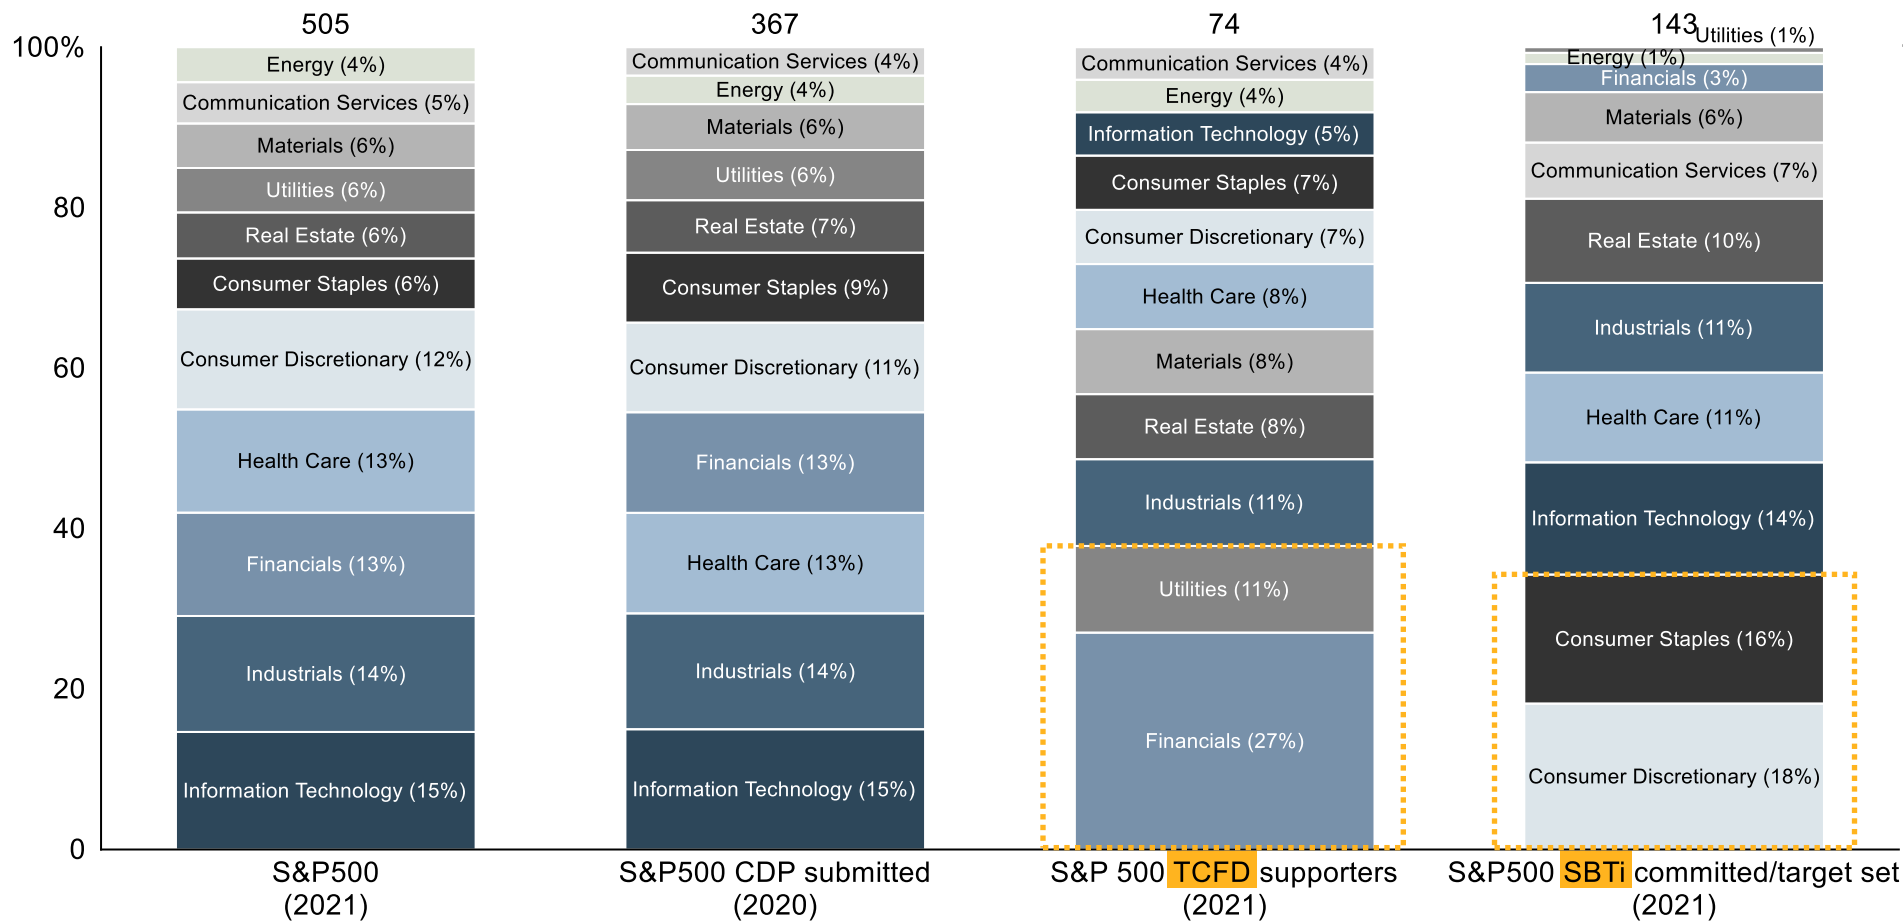 505
367
74
143
100%
80
60
40
20
0
Energy (4%)
Communication Services (5%)
Materials (6%)
Utilities (6%)
Real Estate (6%)
Consumer Staples (6%)
Consumer Discretionary (12%)
Health Care (13%)
Financials (13%)
Industrials (14%)
Information Technology (15%)
S&P500
(2021)
Communication Services (4%)
Energy (4%)
Materials (6%)
Utilities (6%)
Real Estate (7%)
Consumer Staples (9%)
Consumer Discretionary (11%)
Financials (13%)
Health Care (13%)
Industrials (14%)
Information Technology (15%)
S&P500 CDP submitted
(2020)
Communication Services (4%)
Energy (4%)
Information Technology (5%)
Consumer Staples (7%)
Consumer Discretionary (7%)
Health Care (8%)
Materials (8%)
Real Estate (8%)
Industrials (11%)
Utilities (11%)
Financials (27%)
S&P 500 TCFD supporters
(2021)
Utilities (1%)
Energy (1%)
Financials (3%)
Materials (6%)
Communication Services (7%)
Real Estate (10%)
Industrials (11%)
Health Care (11%)
Information Technology (14%)
Consumer Staples (16%)
Consumer Discretionary (18%)
S&P500 SBTi committed/target set
(2021)